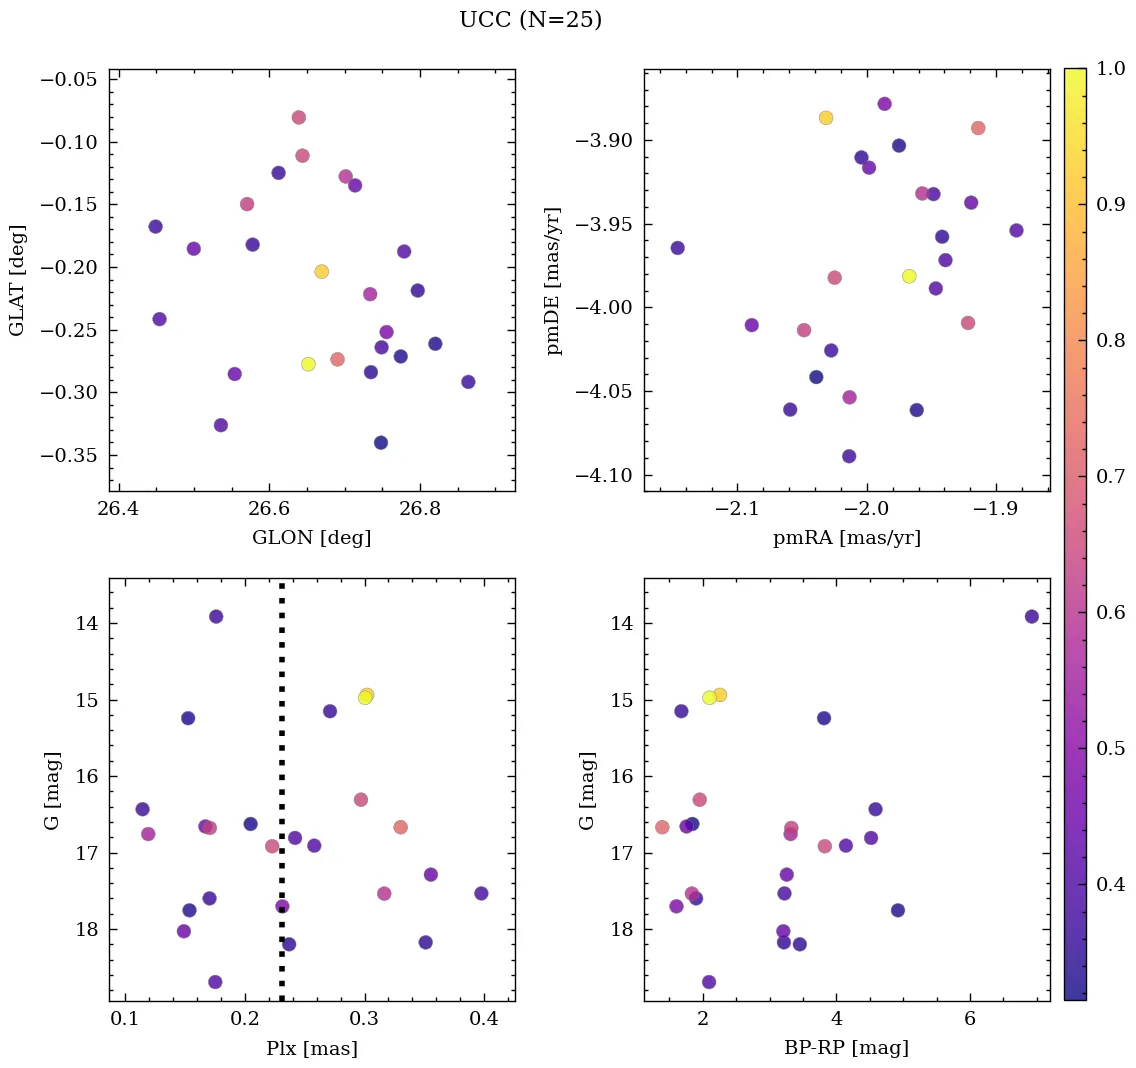 UCC (N=25)
−0.05
−0.10
−0.15
−0.20
−0.25
−0.30
−0.35
GLAT [deg]
26.4 26.6 26.8
GLON [deg]
−3.90
−3.95
−4.00
−4.05
−4.10
pmDE [mas/yr]
−2.1 −2.0 −1.9
pmRA [mas/yr]
14
15
16
17
18
G [mag]
0.1 0.2 0.3 0.4
Plx [mas]
14
15
16
17
18
G [mag]
2 4 6
BP-RP [mag]
1.0
0.9
0.8
0.7
0.6
0.5
0.4